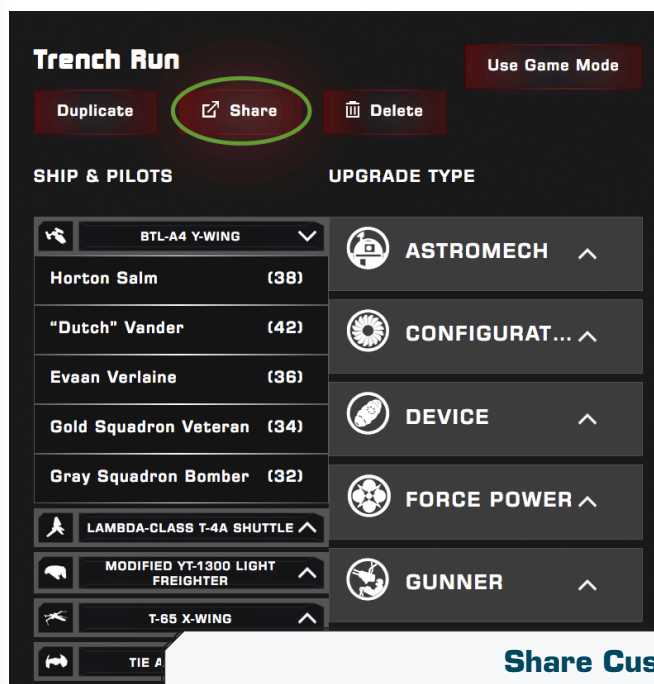 Trench Run
Use Game Mode
Duplicate
Share
Delete
SHIP & PILOTS
UPGRADE TYPE
BTL-A4 Y-WING
Horton Salm (38)
“Dutch” Vander (42)
Evaan Verlaine (36)
Gold Squadron Veteran (34)
Gray Squadron Bomber (32)
LAMBDA-CLASS T-4A SHUTTLE
MODIFIED YT-1300 LIGHT
FREIGHTER
T-65 X-WING
TIE A
ASTROMECH
CONFIGURAT...
DEVICE
FORCE POWER
GUNNER
Share Cus